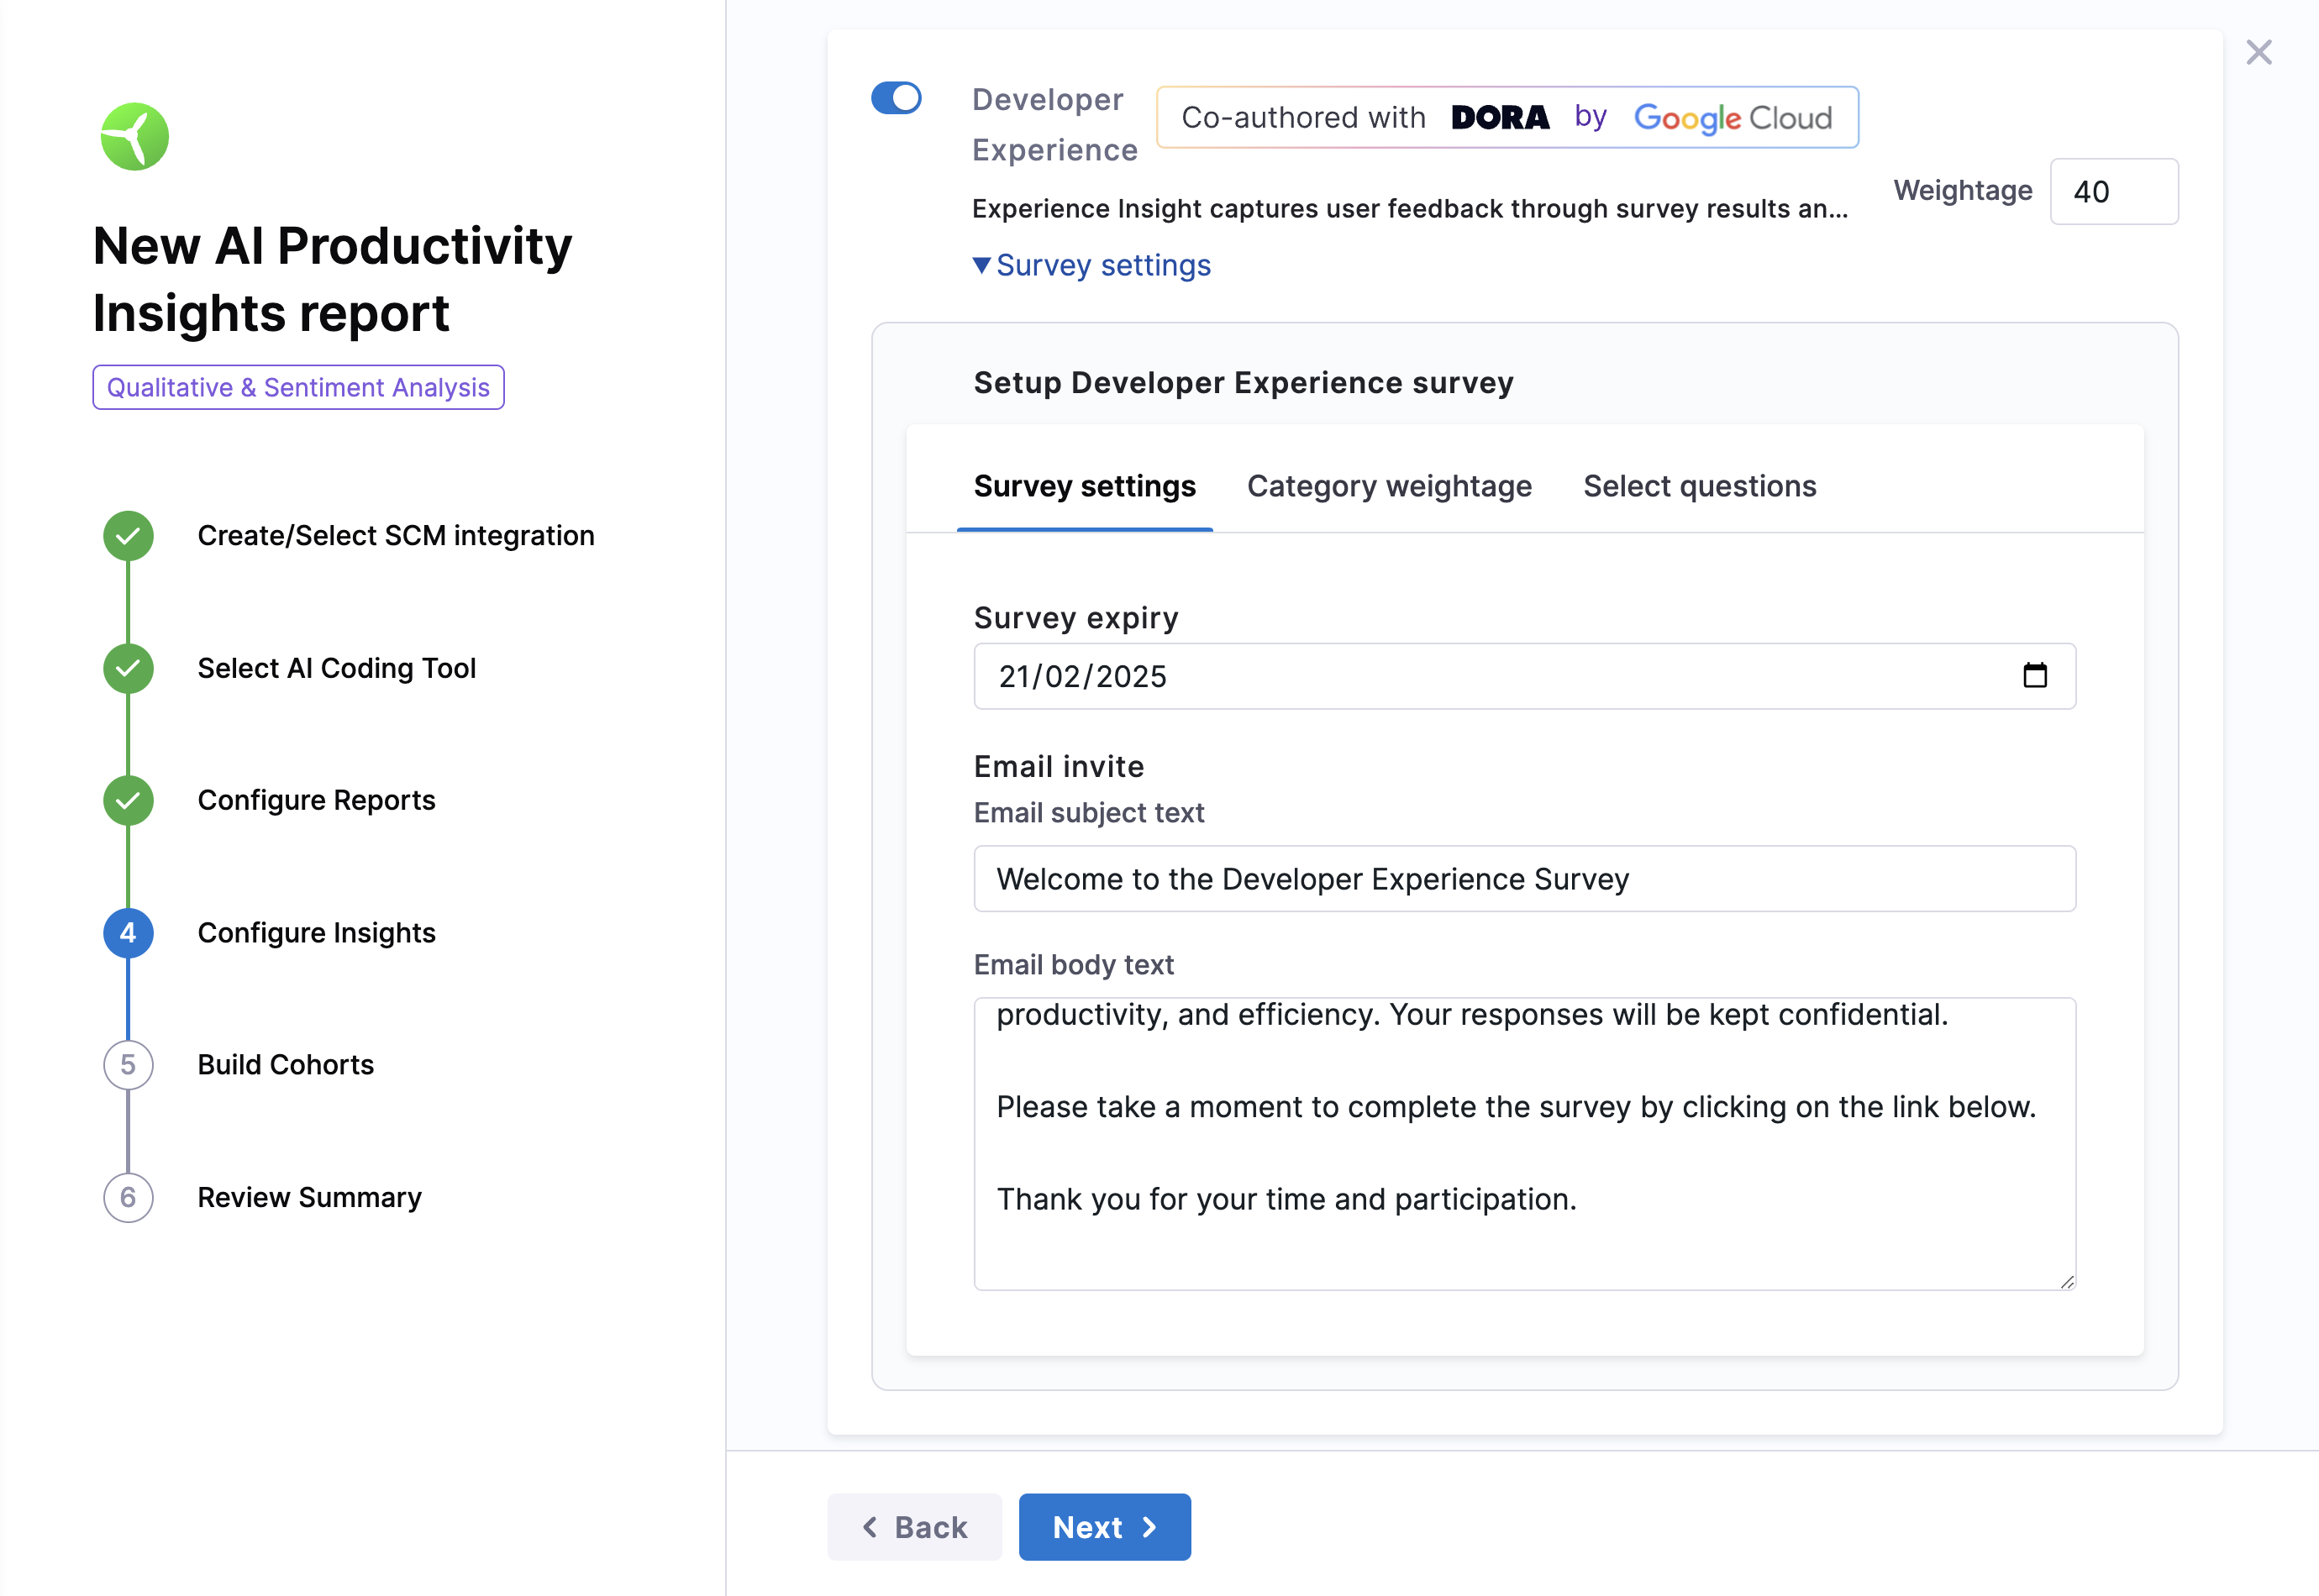 New AI Productivity
Insights report
Qualitative & Sentiment Analysis
Create/Select SCM integration
Select AI Coding Tool
Configure Reports
4
Configure Insights
5
Build Cohorts
6
Review Summary
Developer
Experience
Co-authored with DORA by Google Cloud
Experience Insight captures user feedback through survey results an...
Survey settings
Weightage
40
Setup Developer Experience survey
Survey settings
Category weightage
Select questions
Survey expiry
21/02/2025
Email invite
Email subject text
Welcome to the Developer Experience Survey
Email body text
productivity, and efficiency. Your responses will be kept confidential.
Please take a moment to complete the survey by clicking on the link below.
Thank you for your time and participation.
Back
Next